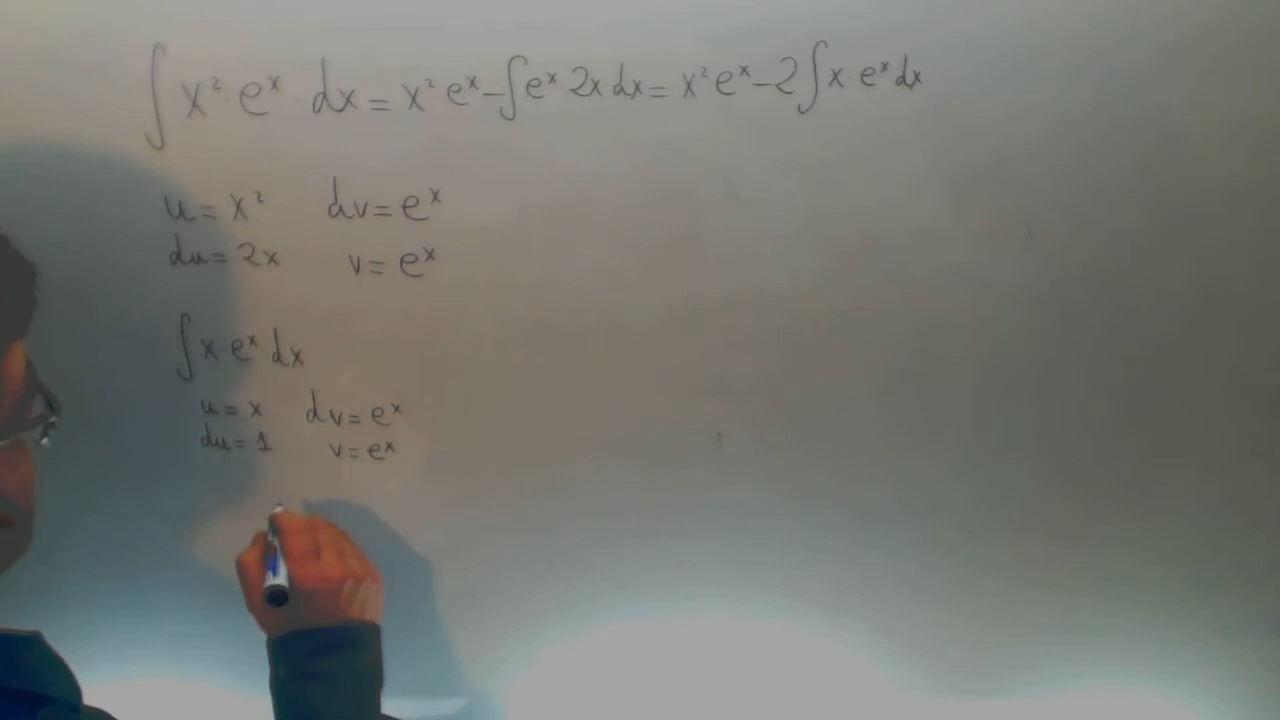 ∫ x² eˣ dx = x² eˣ - ∫ eˣ 2x dx = x² eˣ - 2 ∫ x eˣ dx
u = x² dv = eˣ
du = 2x v = eˣ
∫ x eˣ dx
u = x dv = eˣ
du = 1 v = eˣ